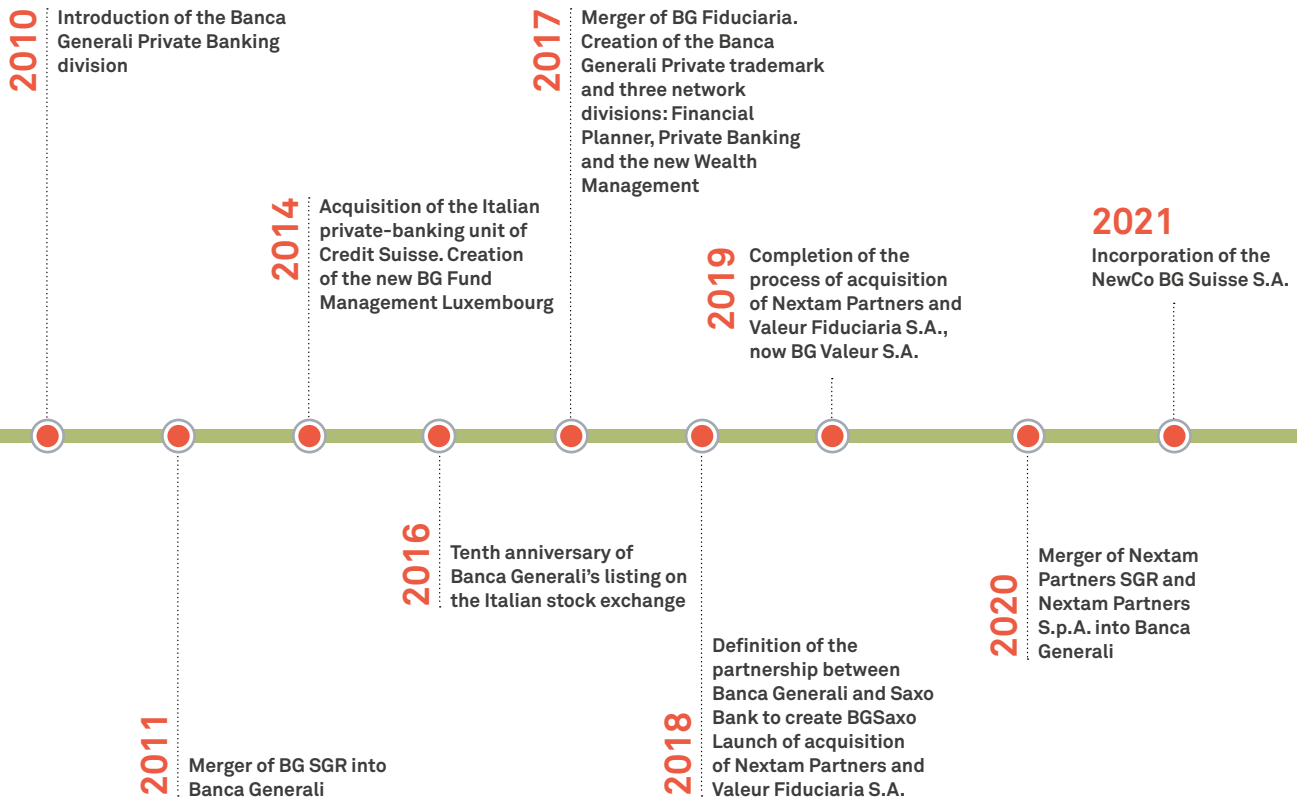 2010
Introduction of the Banca
Generali Private Banking
division
2011
Merger of BG SGR into
Banca Generali
2014
Acquisition of the Italian
private-banking unit of
Credit Suisse. Creation
of the new BG Fund
Management Luxembourg
2016
Tenth anniversary of
Banca Generali’s listing on
the Italian stock exchange
2017
Merger of BG Fiduciaria.
Creation of the Banca
Generali Private trademark
and three network
divisions: Financial
Planner, Private Banking
and the new Wealth
Management
2018
Definition of the
partnership between
Banca Generali and Saxo
Bank to create BGSaxo
Launch of acquisition
of Nextam Partners and
Valeur Fiduciaria S.A.
2019
Completion of the
process of acquisition
of Nextam Partners and
Valeur Fiduciaria S.A.,
now BG Valeur S.A.
2020
Merger of Nextam
Partners SGR and
Nextam Partners
S.p.A. into Banca
Generali
2021
Incorporation of the
NewCo BG Suisse S.A.